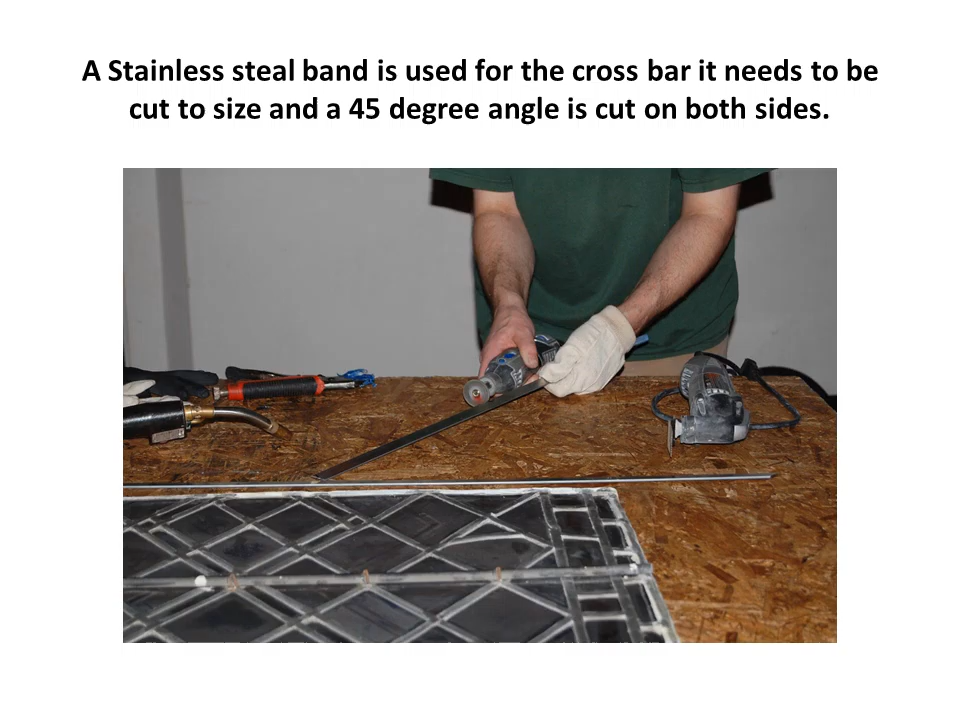 A Stainless steal band is used for the cross bar it needs to be
cut to size and a 45 degree angle is cut on both sides.